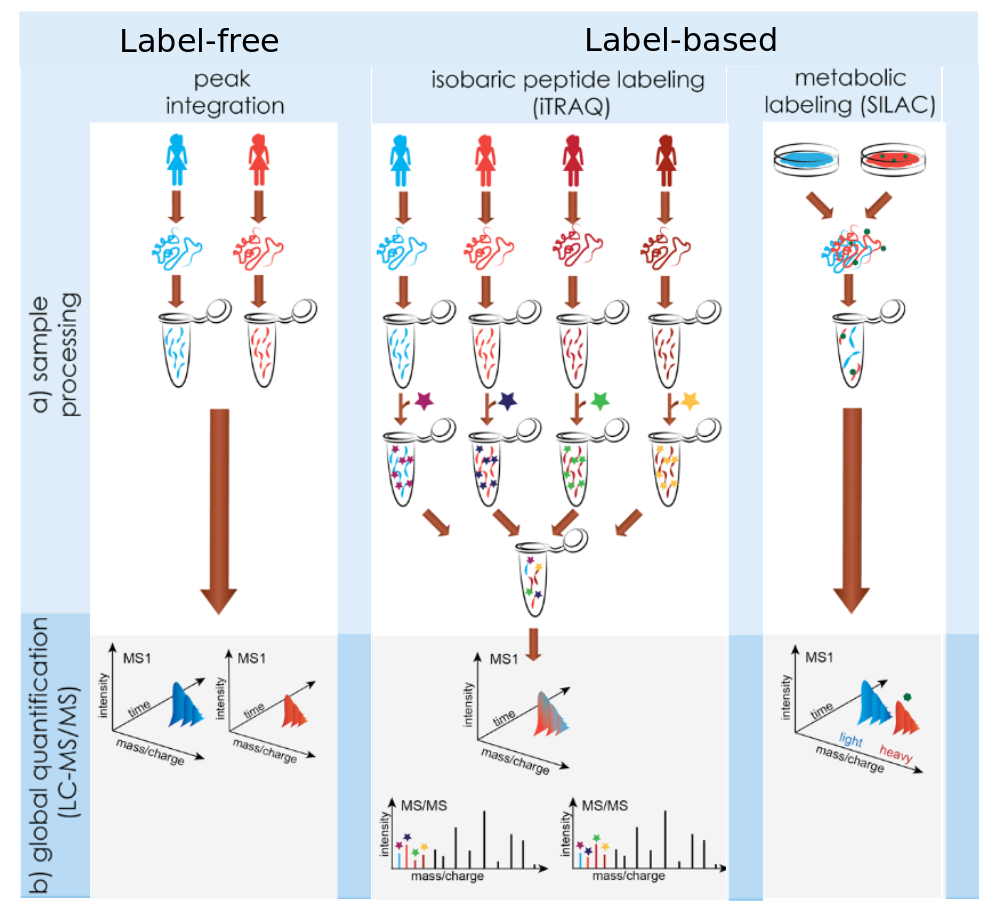 Label-free
Label-based
peak
integration
isobaric peptide labeling
(iTRAQ)
metabolic
labeling (SILAC)
a) sample
processing
b) global quantification
(LC-MS/MS)
MS1
intensity
time
mass/charge
MS1
intensity
time
mass/charge
MS1
intensity
time
mass/charge
MS/MS
intensity
mass/charge
MS/MS
intensity
mass/charge
MS1
intensity
time
light
heavy
mass/charge